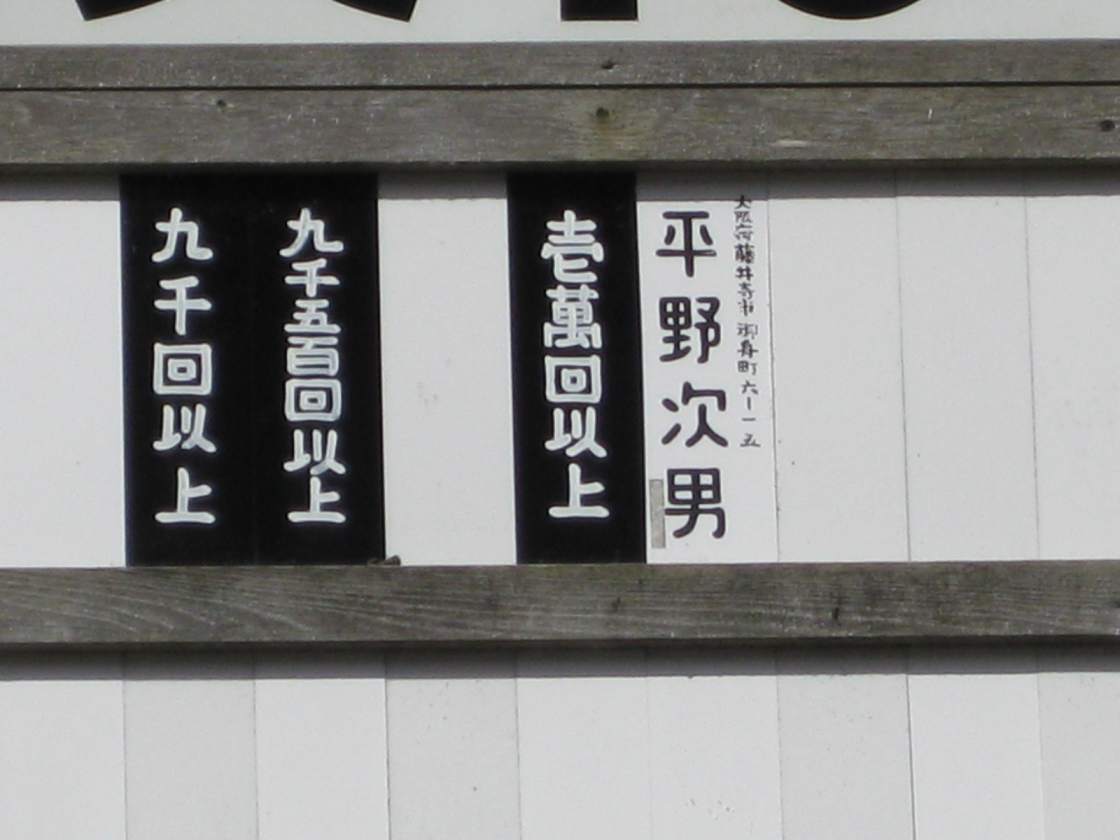 大阪府藤井寺市御舟町六ー一五
平野次男
壱萬回以上
九千五百回以上
九千回以上